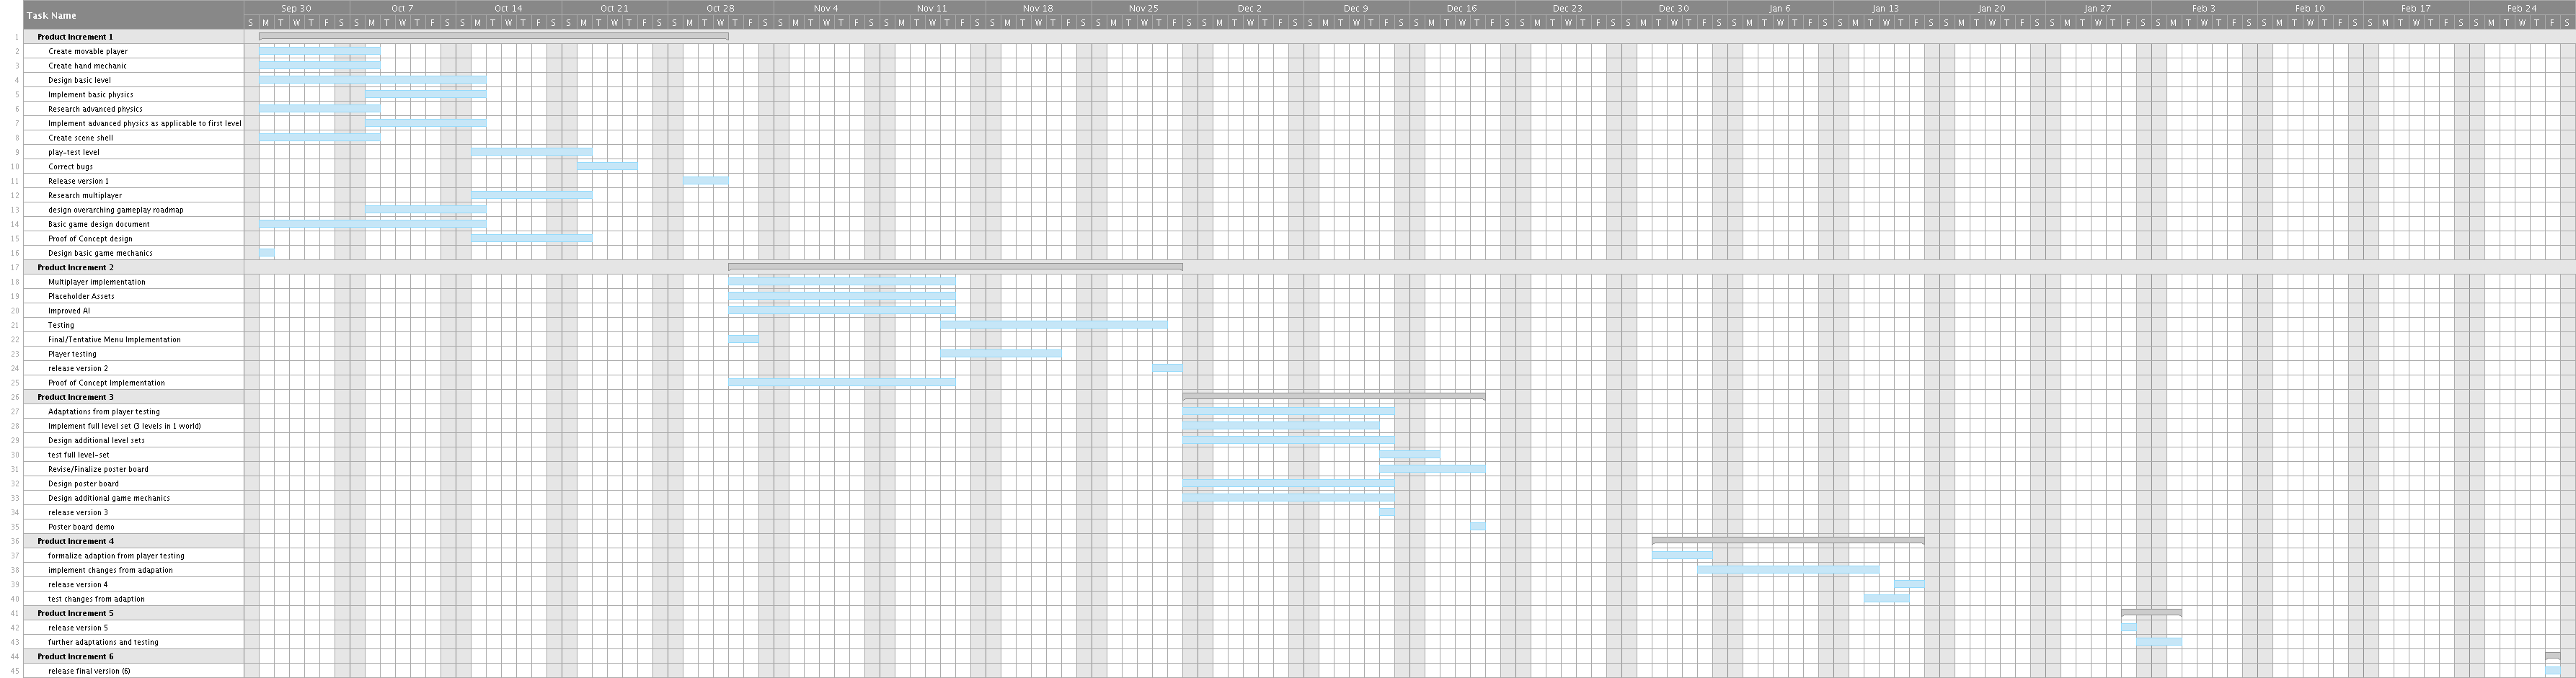 Task Name
Sep 30 Oct 7 Oct 14 Oct 21 Oct 28 Nov 4 Nov 11 Nov 18 Nov 25 Dec 2 Dec 9 Dec 16 Dec 23 Dec 30 Jan 6 Jan 13 Jan 20 Jan 27 Feb 3 Feb 10 Feb 17 Feb 24
S M T W T F S S M T W T F S S M T W T F S S M T W T F S S M T W T F S S M T W T F S S M T W T F S S M T W T F S S M T W T F S S M T W T F S S M T W T F S S M T W T F S S M T W T F S S M T W T F S S M T W T F S S M T W T F S S M T W T F S S M T W T F S S M T W T F S S M T W T F S S M T W T F S S M T W T F S
1 Product Increment 1
2 Create movable player
3 Create hand mechanic
4 Design basic level
5 Implement basic physics
6 Research advanced physics
7 Implement advanced physics as applicable to first level
8 Create scene shell
9 play-test level
10 Correct bugs
11 Release version 1
12 Research multiplayer
13 design overarching gameplay roadmap
14 Basic game design document
15 Proof of Concept design
16 Design basic game mechanics
17 Product Increment 2
18 Multiplayer implementation
19 Placeholder Assets
20 Improved AI
21 Testing
22 Final/Tentative Menu Implementation
23 Player testing
24 release version 2
25 Proof of Concept Implementation
26 Product Increment 3
27 Adaptations from player testing
28 Implement full level set (3 levels in 1 world)
29 Design additional level sets
30 test full level-set
31 Revise/Finalize poster board
32 Design poster board
33 Design additional game mechanics
34 release version 3
35 Poster board demo
36 Product Increment 4
37 formalize adaption from player testing
38 implement changes from adapation
39 release version 4
40 test changes from adaption
41 Product Increment 5
42 release version 5
43 further adaptations and testing
44 Product Increment 6
45 release final version (6)